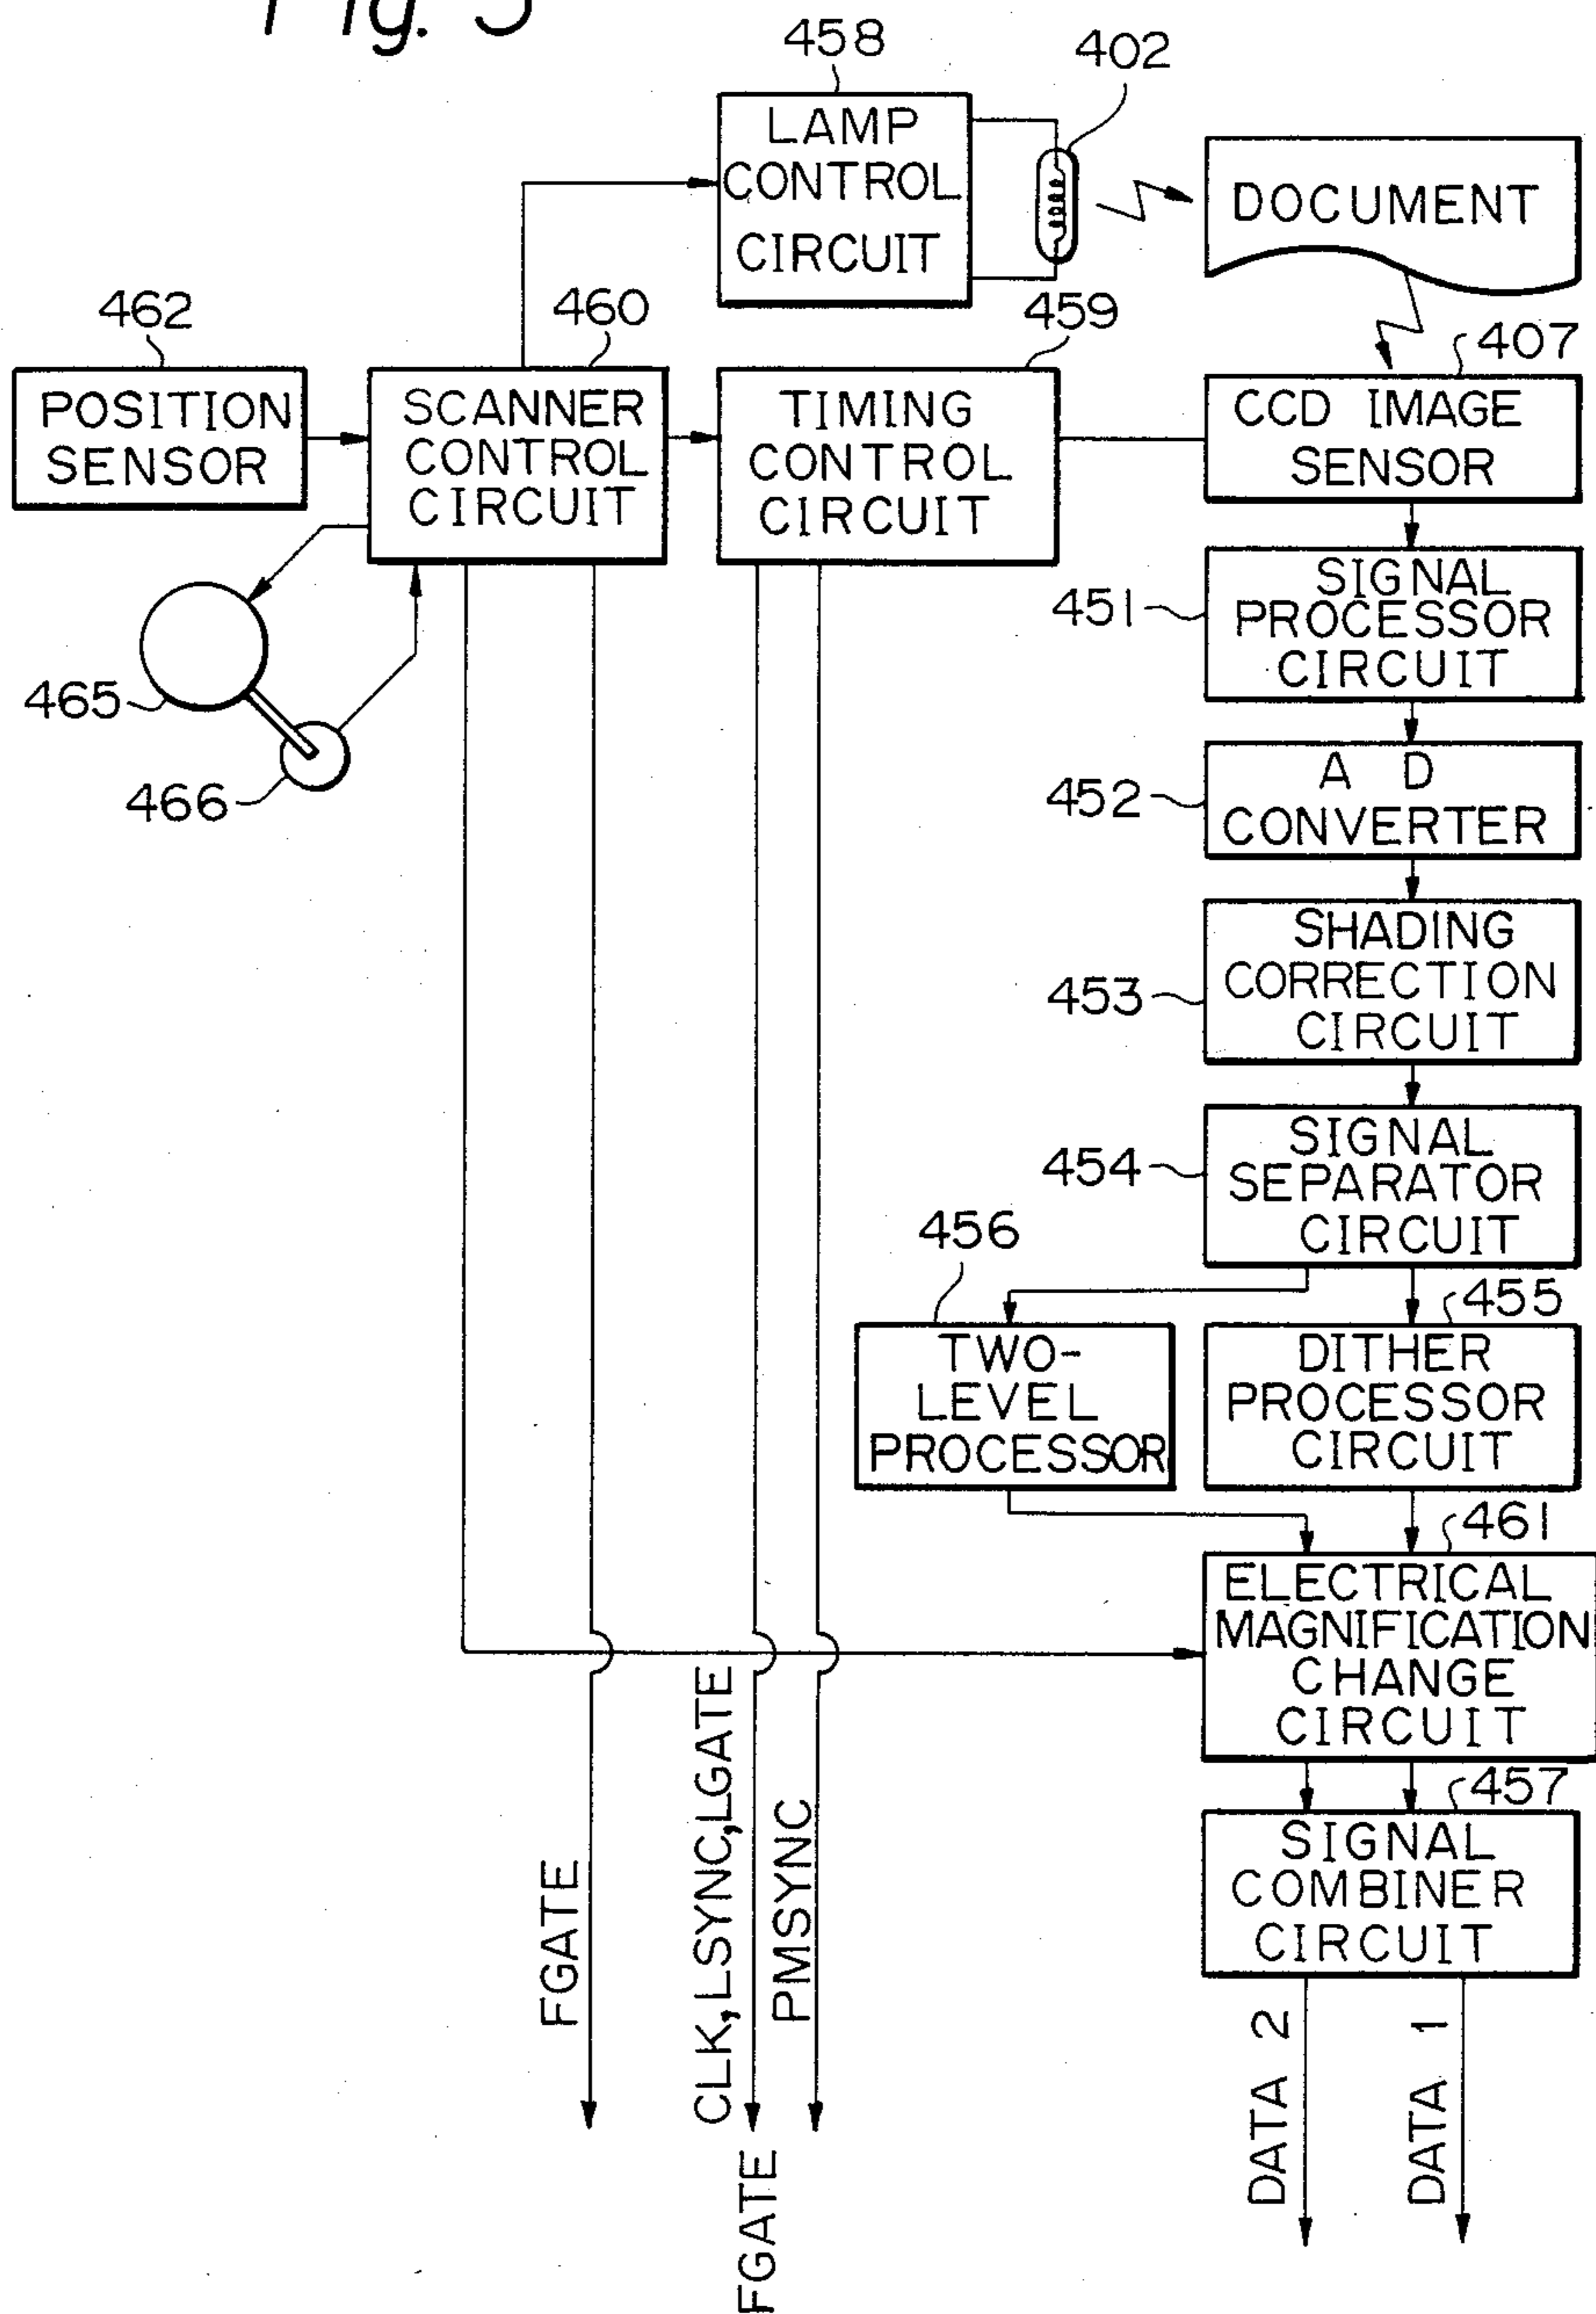 Fig. 5
458
402
LAMP
CONTROL
CIRCUIT
DOCUMENT
462
460
459
407
POSITION
SENSOR
SCANNER
CONTROL
CIRCUIT
TIMING
CONTROL
CIRCUIT
CCD IMAGE
SENSOR
451
SIGNAL
PROCESSOR
CIRCUIT
465
466
452
A D
CONVERTER
453
SHADING
CORRECTION
CIRCUIT
454
SIGNAL
SEPARATOR
CIRCUIT
456
455
TWO-
LEVEL
PROCESSOR
DITHER
PROCESSOR
CIRCUIT
461
ELECTRICAL
MAGNIFICATION
CHANGE
CIRCUIT
457
SIGNAL
COMBINER
CIRCUIT
FGATE
CLK,LSYNC,LGATE
PMSYNC
FGATE
DATA 2
DATA 1